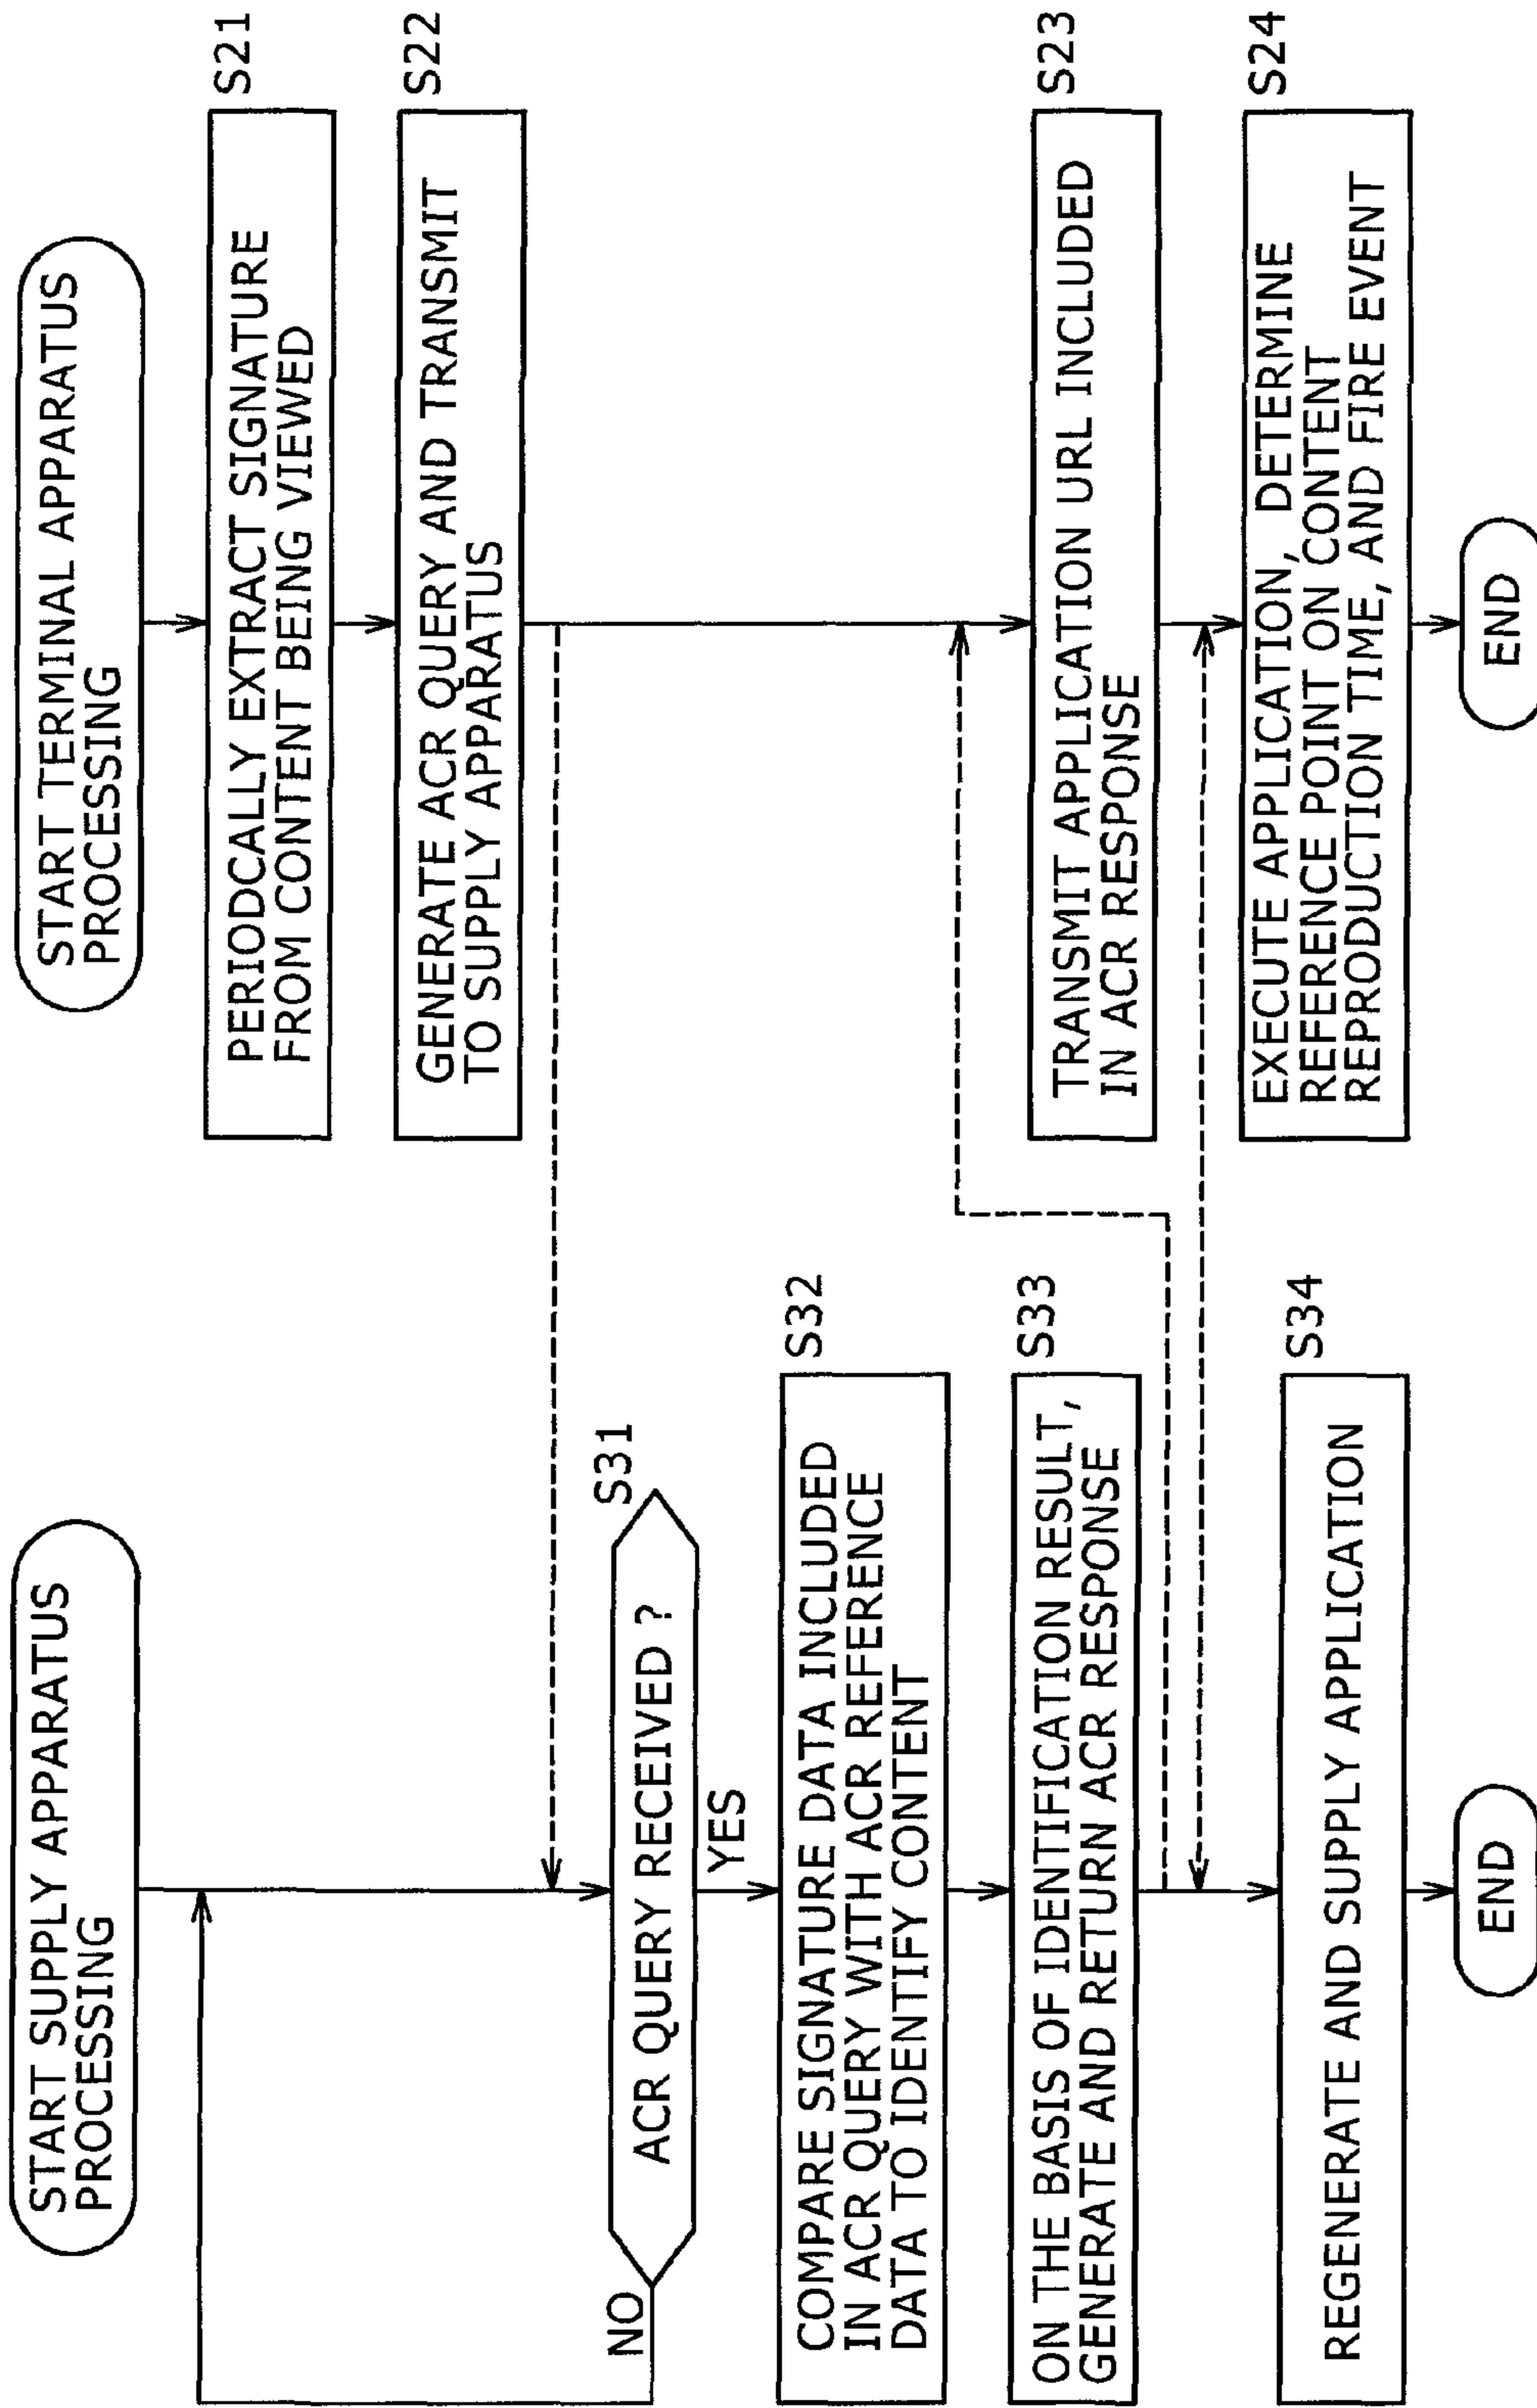 START SUPPLY APPARATUS
PROCESSING
S31
ACR QUERY RECEIVED ?
NO
YES
S32
COMPARE SIGNATURE DATA INCLUDED
IN ACR QUERY WITH ACR REFERENCE
DATA TO IDENTIFY CONTENT
S33
ON THE BASIS OF IDENTIFICATION RESULT,
GENERATE AND RETURN ACR RESPONSE
S34
REGENERATE AND SUPPLY APPLICATION
END
START TERMINAL APPARATUS
PROCESSING
S21
PERIODCALLY EXTRACT SIGNATURE
FROM CONTENT BEING VIEWED
S22
GENERATE ACR QUERY AND TRANSMIT
TO SUPPLY APPARATUS
S23
TRANSMIT APPLICATION URL INCLUDED
IN ACR RESPONSE
S24
EXECUTE APPLICATION, DETERMINE
REFERENCE POINT ON CONTENT
REPRODUCTION TIME, AND FIRE EVENT
END